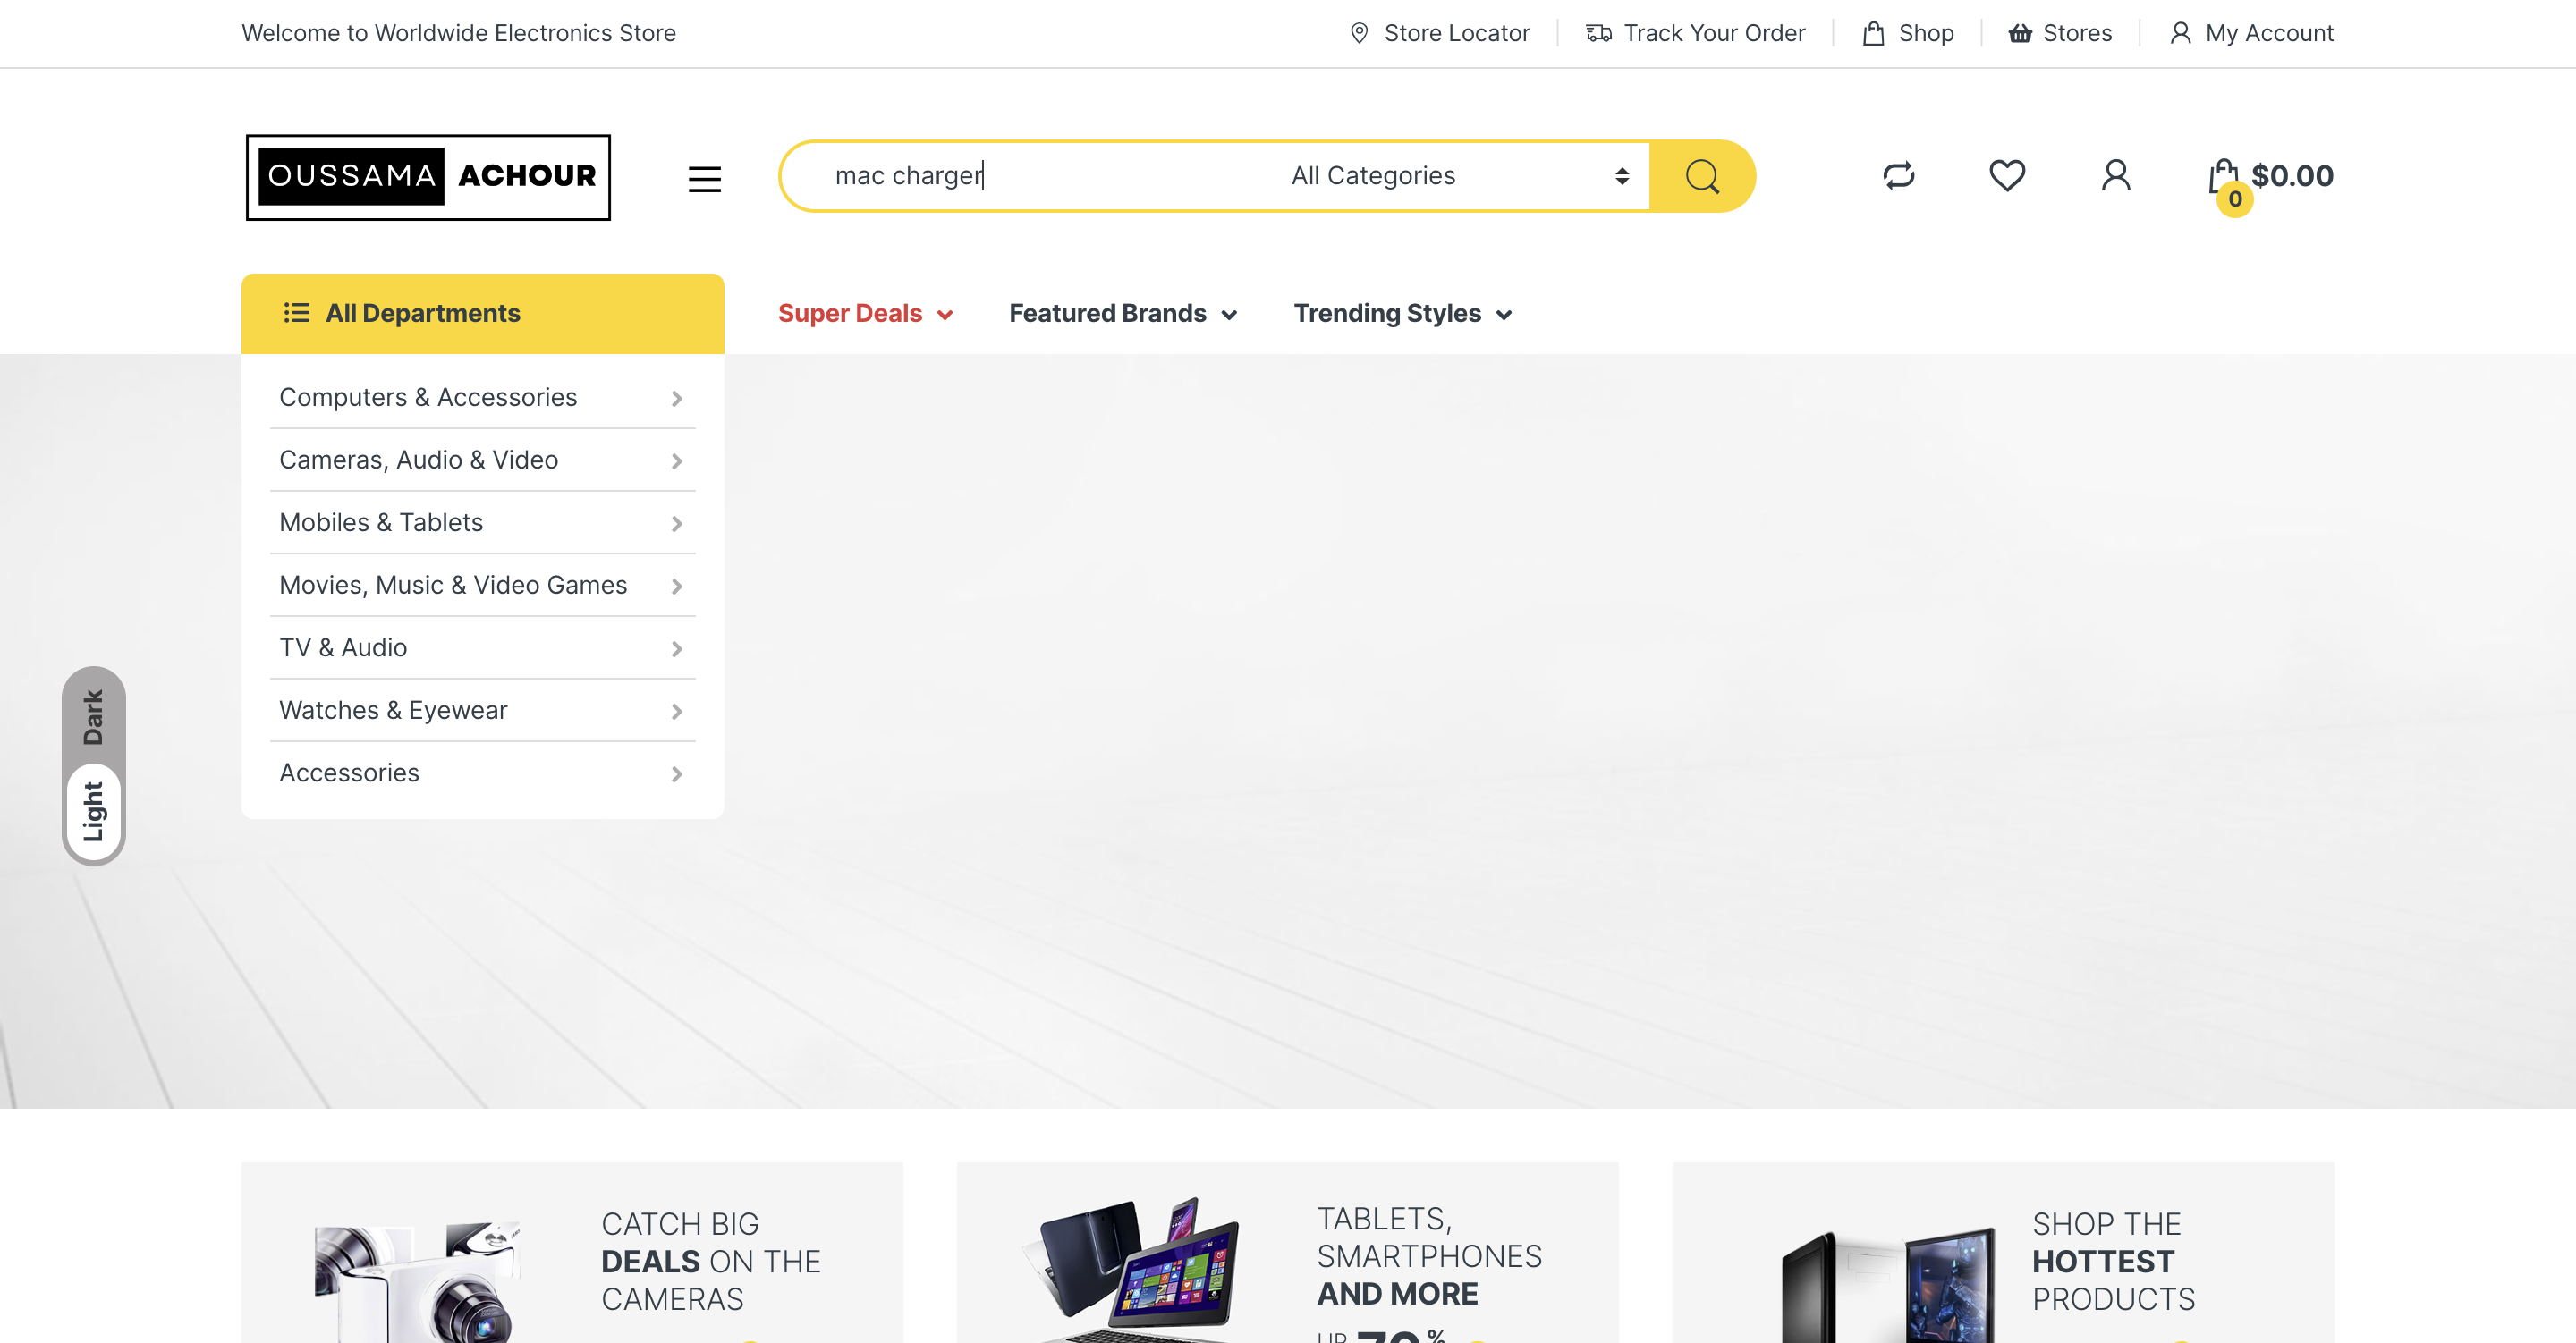 Welcome to Worldwide Electronics Store
Store Locator
Track Your Order
Shop
Stores
My Account
OUSSAMA ACHOUR
mac charger
All Categories
0
$0.00
All Departments
Super Deals
Featured Brands
Trending Styles
Computers & Accessories
Cameras, Audio & Video
Mobiles & Tablets
Movies, Music & Video Games
TV & Audio
Watches & Eyewear
Accessories
Dark
Light
CATCH BIG
DEALS ON THE
CAMERAS
TABLETS,
SMARTPHONES
AND MORE
UP 70%
SHOP THE
HOTTEST
PRODUCTS